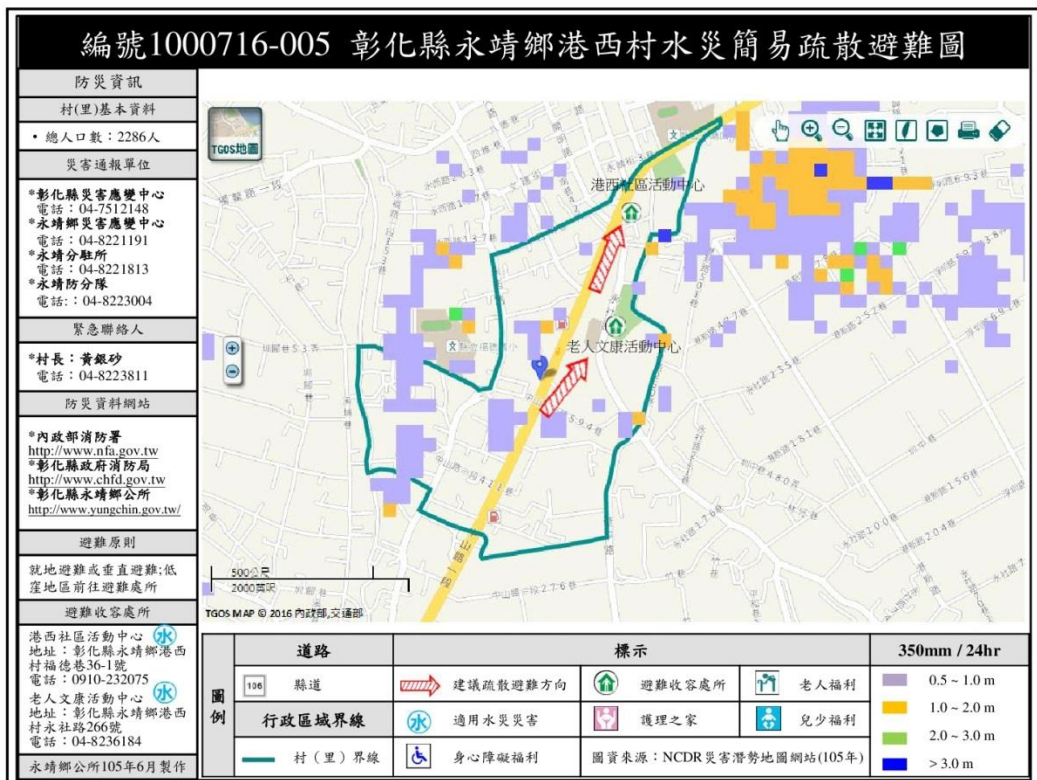 編號1000716-005 彰化縣永靖鄉港西村水災簡易疏散避難圖
防災資訊
村(里)基本資料
• 總人口數：2286人
災害通報單位
*彰化縣災害應變中心
電話：04-7512148
*永靖鄉災害應變中心
電話：04-8221191
*永靖分駐所
電話：04-8221813
*永靖防分隊
電話:：04-8223004
緊急聯絡人
*村長：黃銀砂
電話：04-8223811
防災資料網站
*內政部消防署
http://www.nfa.gov.tw
*彰化縣政府消防局
http://www.chfd.gov.tw
*彰化縣永靖鄉公所
http://www.yungchin.gov.tw/
避難原則
就地避難或垂直避難;低
窪地區前往避難處所
避難收容處所
港西社區活動中心 水
地址：彰化縣永靖鄉港西
村福德巷36-1號
電話：0910-232075
老人文康活動中心 水
地址：彰化縣永靖鄉港西
村永社路266號
電話：04-8236184
永靖鄉公所105年6月製作
TGOS地圖
港西社區活動中心
老人文康活動中心
山路一段
500公尺
2000英呎
TGOS MAP © 2016 內政部,交通部
圖例
道路
標示
350mm / 24hr
106 縣道
建議疏散避難方向
避難收容處所
老人福利
0.5 ~ 1.0 m
行政區域界線
水 適用水災災害
護理之家
兒少福利
1.0 ~ 2.0 m
2.0 ~ 3.0 m
村（里）界線
身心障礙福利
圖資來源：NCDR災害潛勢地圖網站(105年)
> 3.0 m